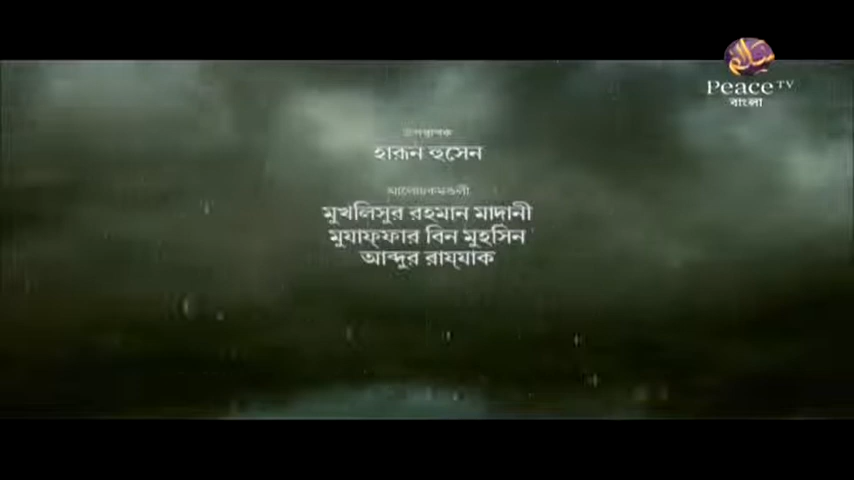 Peace TV
বাংলা
উপস্থাপক
হারূন হুসেন
আলোচকমণ্ডলী
মুখলিসুর রহমান মাদানী
মুযাফ্ফার বিন মুহসিন
আব্দুর রায্যাক